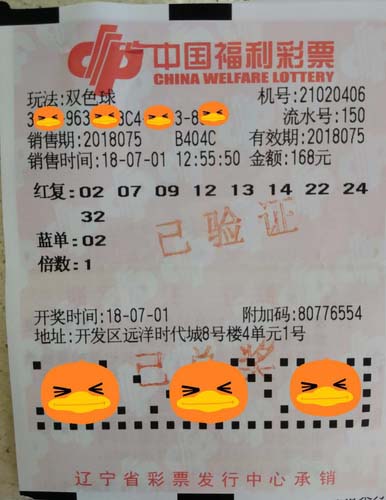 中国福利彩票
CHINA WELFARE LOTTERY
玩法:双色球 机号:21020406
3 963 3C4 3-8 流水号:150
销售期:2018075 B404C 有效期:2018075
销售时间:18-07-01 12:55:50 金额:168元
红复:02 07 09 12 13 14 22 24
32
已验证
蓝单:02
倍数:1
开奖时间:18-07-01 附加码:80776554
地址:开发区远洋时代城8号楼4单元1号
已兑奖
辽宁省彩票发行中心承销